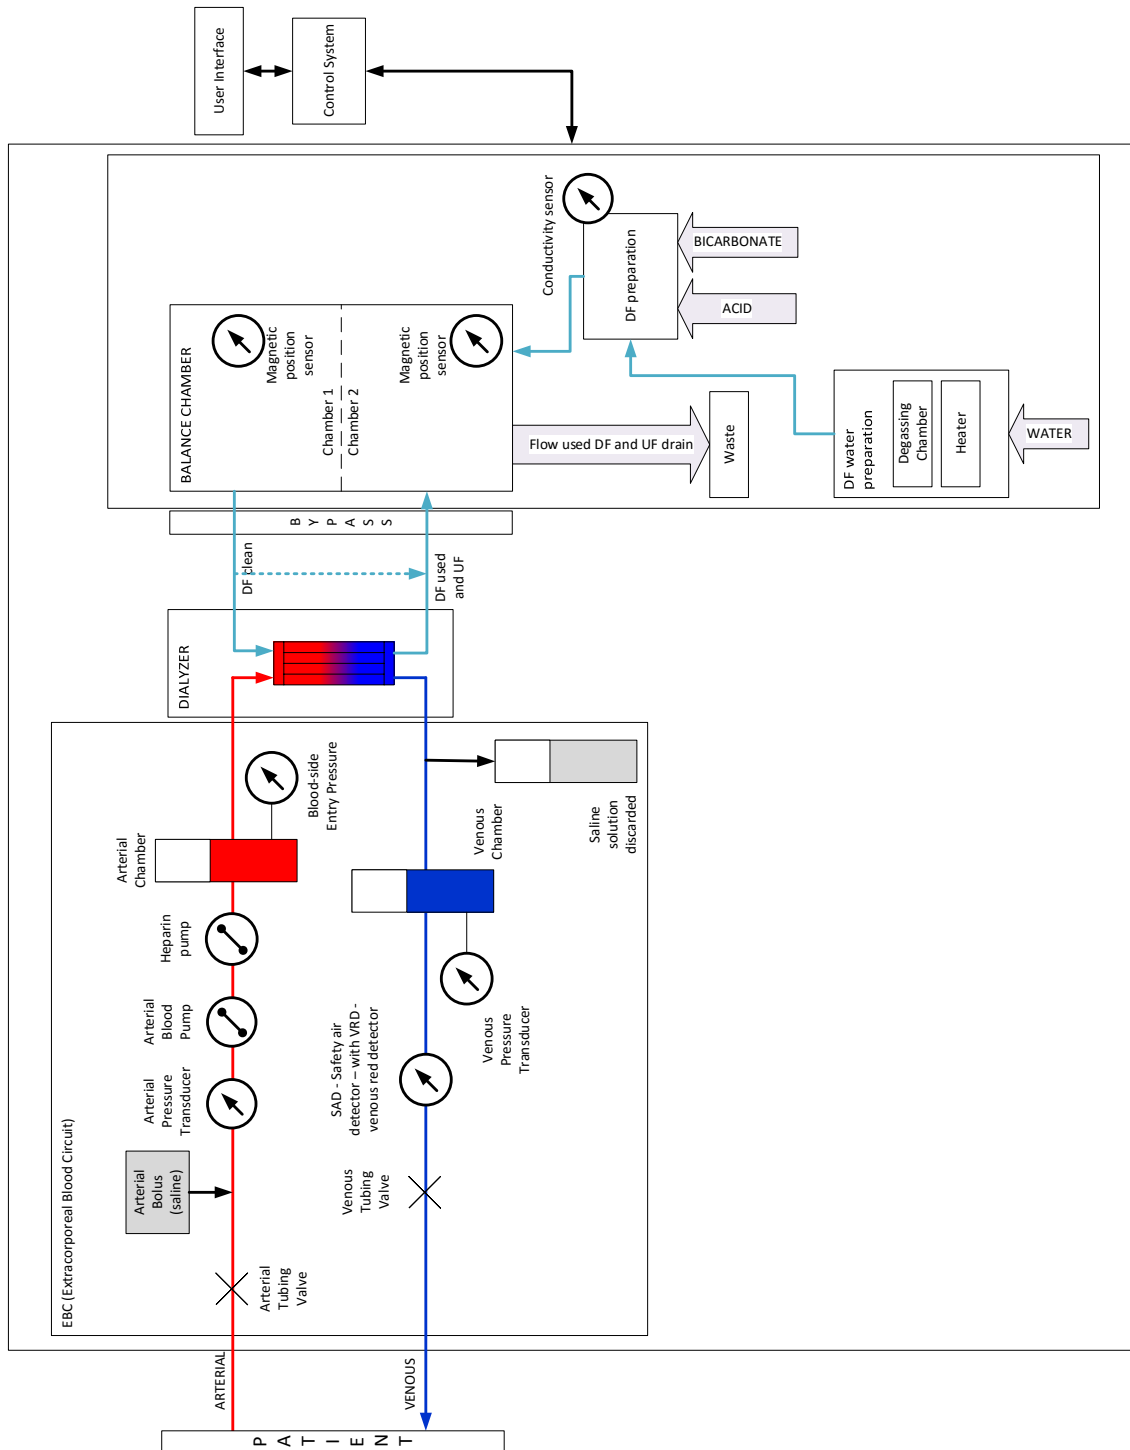 User Interface
Control System
BALANCE CHAMBER
Magnetic
position
sensor
Chamber 1
Chamber 2
Magnetic
position
sensor
Conductivity sensor
DF preparation
BICARBONATE
ACID
Flow used DF and UF drain
Waste
DF water
preparation
Degassing
Chamber
Heater
WATER
BYPASS
DF clean
DF used
and UF
DIALYZER
EBC (Extracorporeal Blood Circuit)
Arterial
Chamber
Blood-side
Entry Pressure
Heparin
pump
Arterial
Blood
Pump
Arterial
Pressure
Transducer
Arterial
Bolus
(saline)
Arterial
Tubing
Valve
Venous
Chamber
Saline
solution
discarded
Venous
Pressure
Transducer
SAD - Safety air
detector – with VRD -
venous red detector
Venous
Tubing
Valve
ARTERIAL
VENOUS
PATIENT